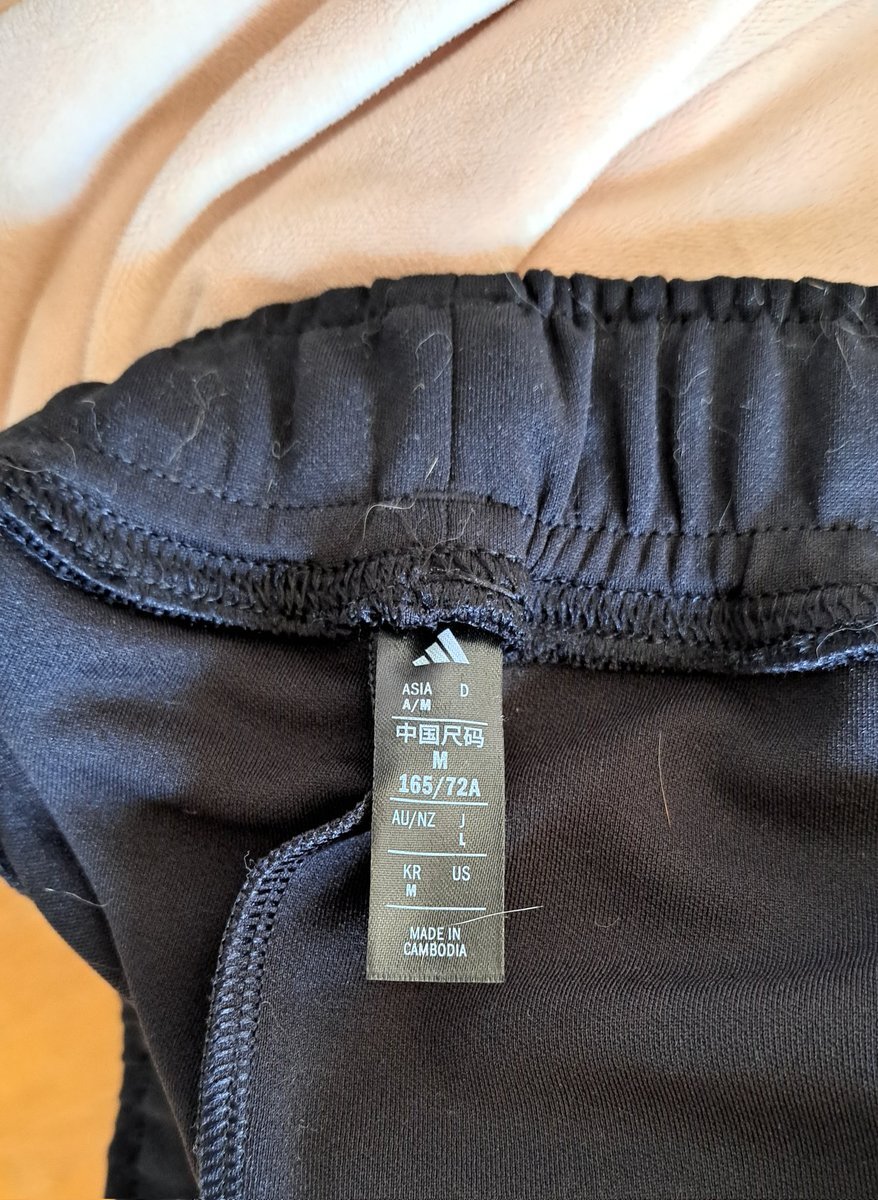 ASIA D
A/M
中国尺码
M
165/72A
AU/NZ J
L
KR US
M
MADE IN
CAMBODIA